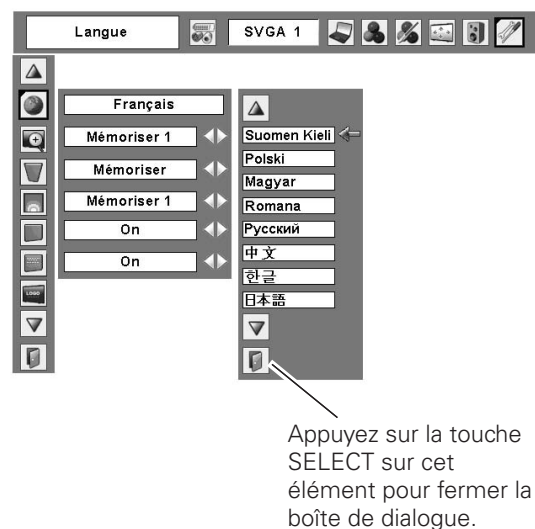 Langue
SVGA 1
Français
Mémoriser 1
Mémoriser
Mémoriser 1
On
On
LOGO
Suomen Kieli
Polski
Magyar
Romana
Русский
中文
한글
日本語
Appuyez sur la touche
SELECT sur cet
élément pour fermer la
boîte de dialogue.